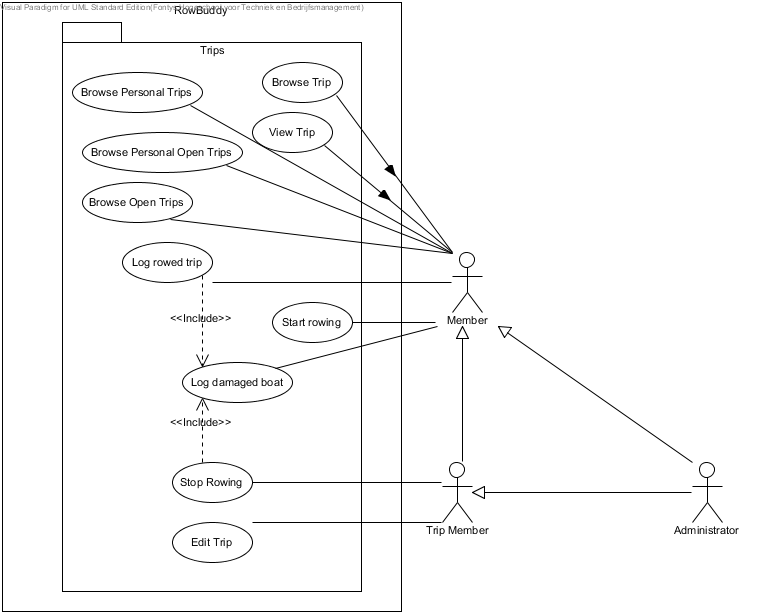 Visual Paradigm for UML Standard Edition(Fontys Hogeschool voor Techniek en Bedrijfsmanagement)
RowBuddy
Trips
Browse Trip
Browse Personal Trips
View Trip
Browse Personal Open Trips
Browse Open Trips
Log rowed trip
<<Include>>
Start rowing
Member
Log damaged boat
<<Include>>
Stop Rowing
Edit Trip
Trip Member
Administrator